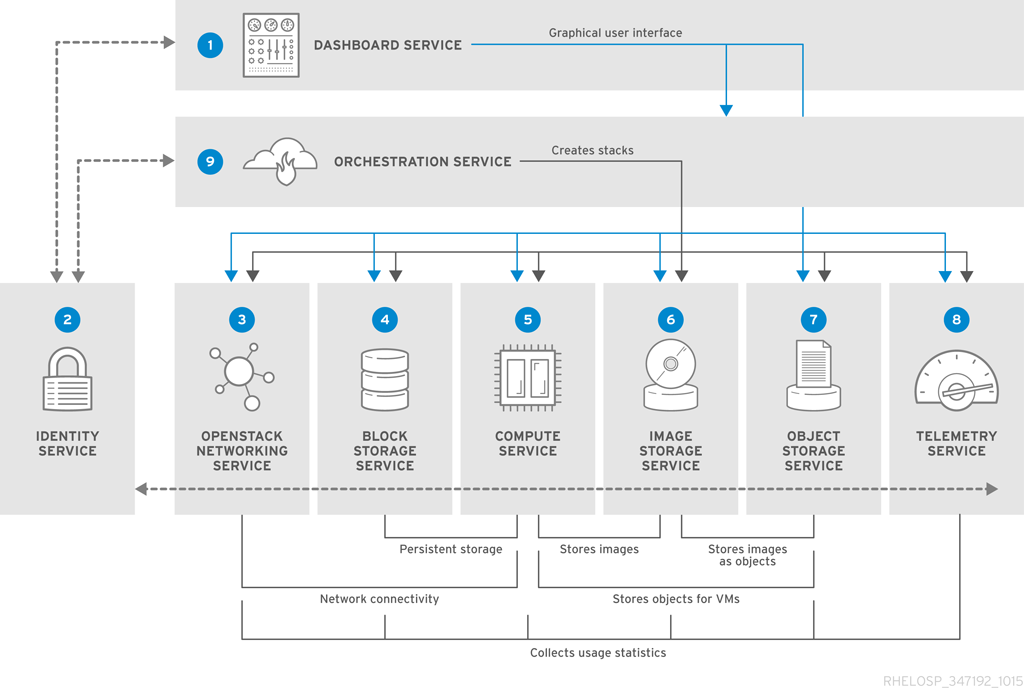 Graphical user interface
1
DASHBOARD SERVICE
Creates stacks
9
ORCHESTRATION SERVICE
2
IDENTITY
SERVICE
3
OPENSTACK
NETWORKING
SERVICE
4
BLOCK
STORAGE
SERVICE
5
COMPUTE
SERVICE
6
IMAGE
STORAGE
SERVICE
7
OBJECT
STORAGE
SERVICE
8
TELEMETRY
SERVICE
Persistent storage
Stores images
Stores images
as objects
Network connectivity
Stores objects for VMs
Collects usage statistics
RHELOSP_347192_1015